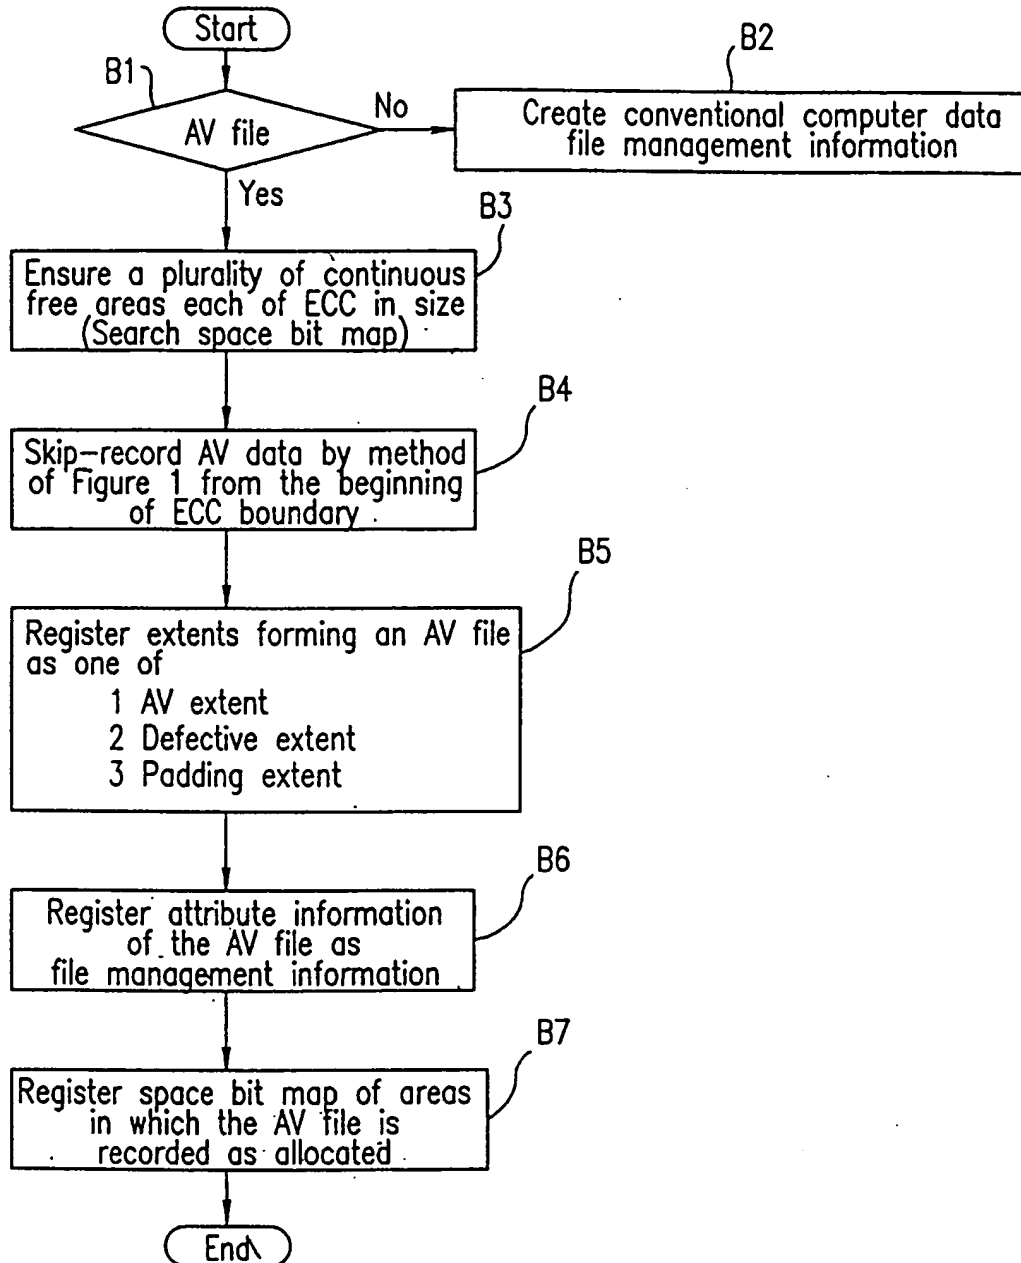 Start
B1
AV file
No
B2
Create conventional computer data
file management information
Yes
B3
Ensure a plurality of continuous
free areas each of ECC in size
(Search space bit map)
B4
Skip-record AV data by method
of Figure 1 from the beginning
of ECC boundary
B5
Register extents forming an AV file
as one of
1 AV extent
2 Defective extent
3 Padding extent
B6
Register attribute information
of the AV file as
file management information
B7
Register space bit map of areas
in which the AV file is
recorded as allocated
End